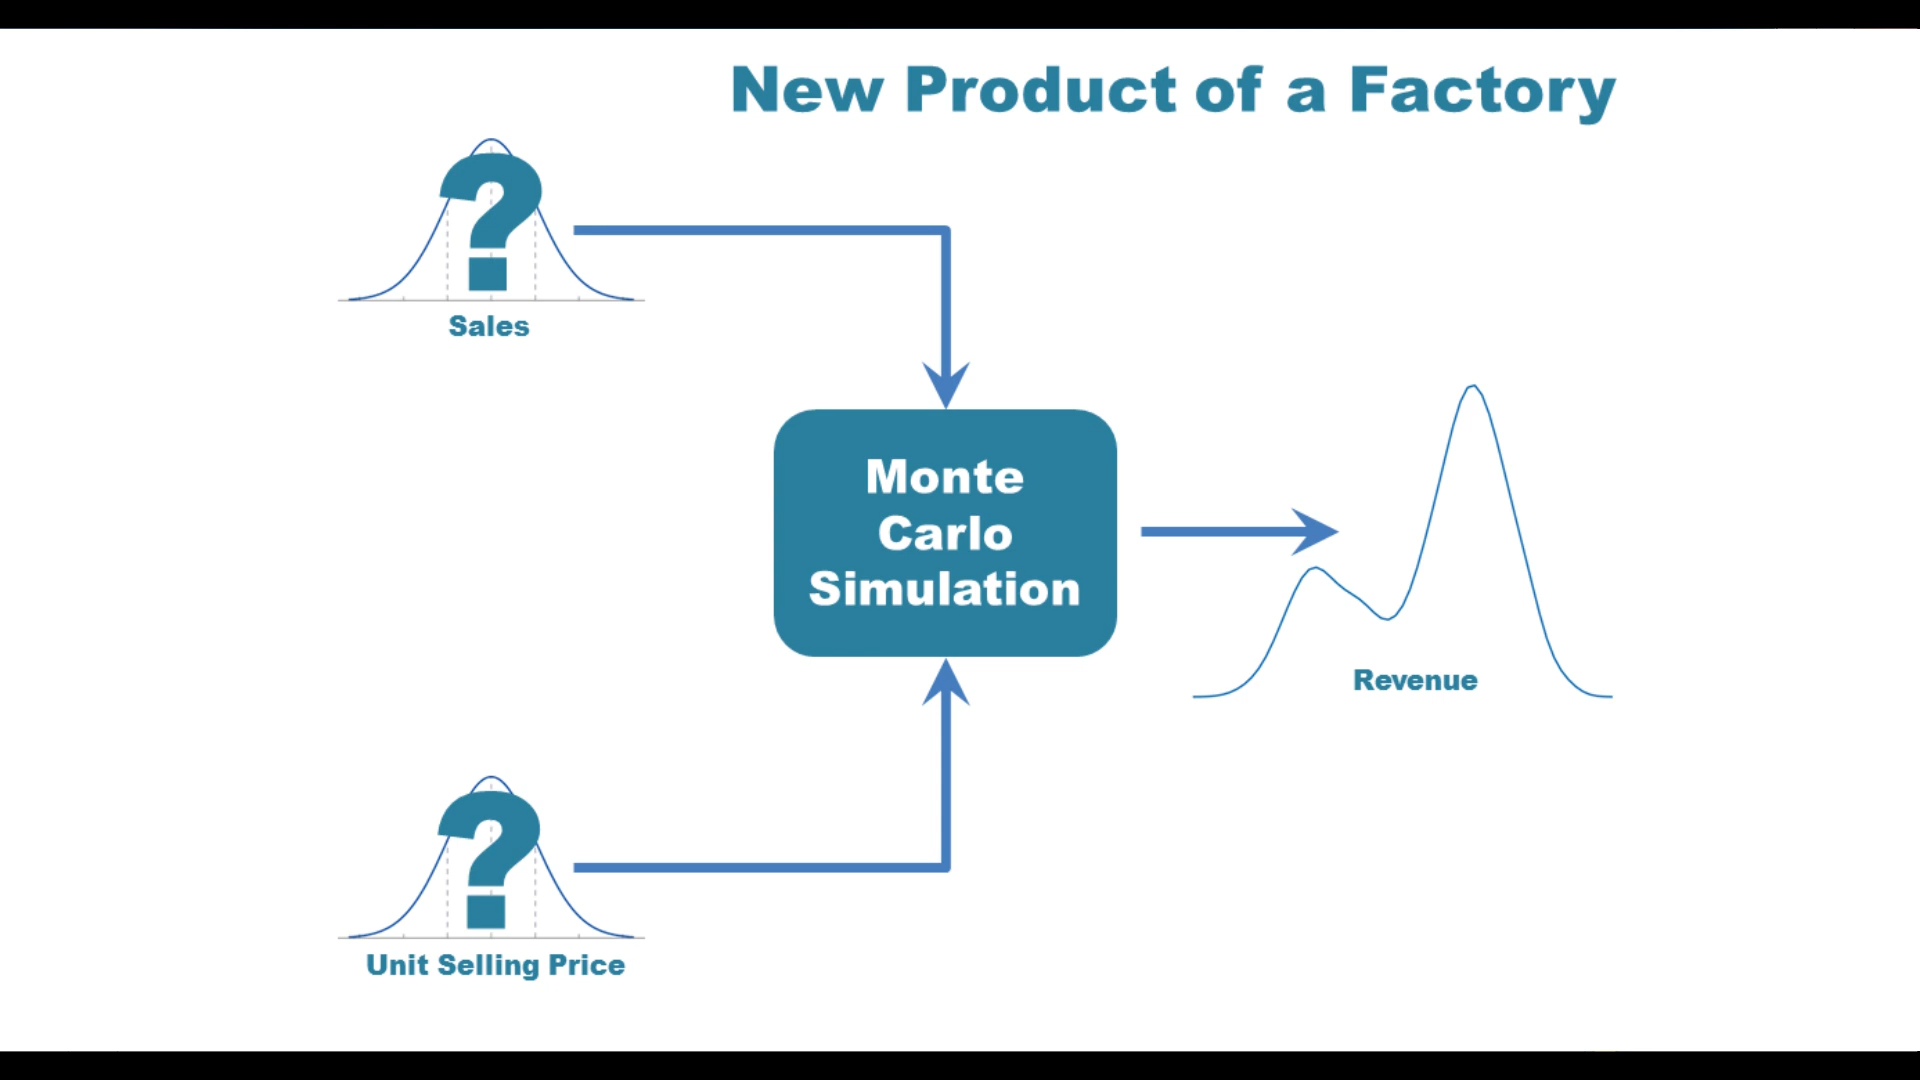 New Product of a Factory
?
Sales
Monte
Carlo
Simulation
Revenue
?
Unit Selling Price